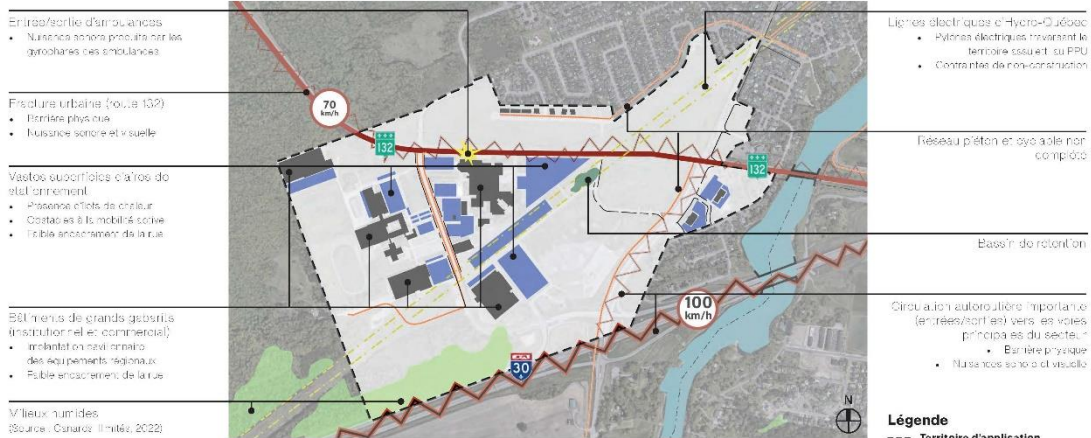 Entrée/sortie d'ambulances
• Nuisance sonore produite par les
gyrophares des ambulances
Fracture urbaine (route 132)
• Barrière physique
• Nuisance sonore et visuelle
Vastes superficies d'aires de
stationnement
• Présence d'îlots de chaleur
• Obstacles à la mobilité active
• Faible encadrement de la rue
Bâtiments de grands gabarits
(institutionnel et commercial)
• Implantation pavillonnaire
des équipements régionaux
• Faible encadrement de la rue
Milieux humides
(Source : Canards Illimités, 2022)
70
km/h
132
132
100
km/h
30
N
Lignes électriques d'Hydro-Québec
• Pylônes électriques traversant le
territoire assujetti au PPU
• Contraintes de non-construction
Réseau piéton et cyclable non
complété
Bassin de rétention
Circulation autoroutière importante
(entrées/sorties) vers les voies
principales du secteur
• Barrière physique
• Nuisances sonore et visuelle
Légende
Territoire d'application